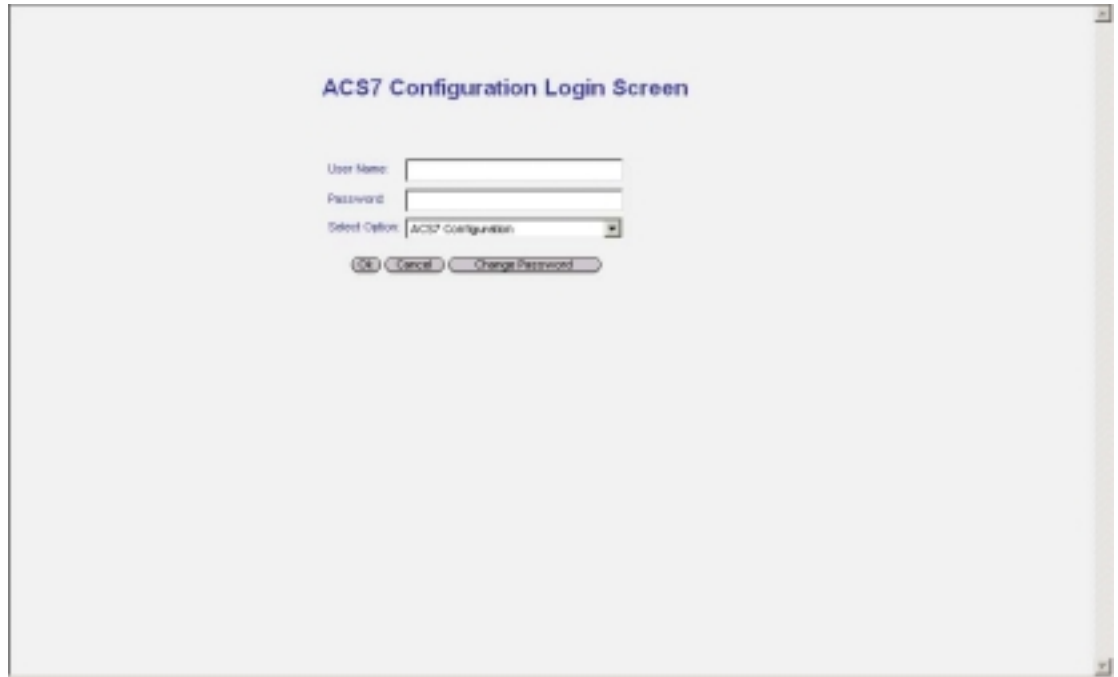 ACS7 Configuration Login Screen
User Name:
Password:
Select Option: ACS7 Configuration
Ok Cancel Change Password